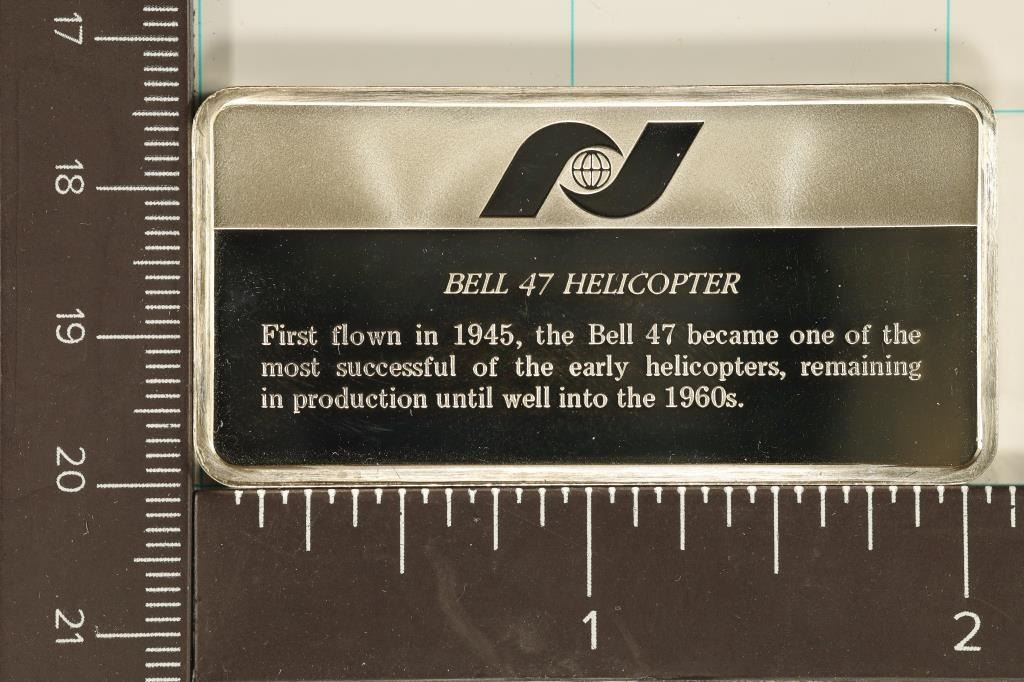 17
18
19
20
21
BELL 47 HELICOPTER
First flown in 1945, the Bell 47 became one of the
most successful of the early helicopters, remaining
in production until well into the 1960s.
1
2